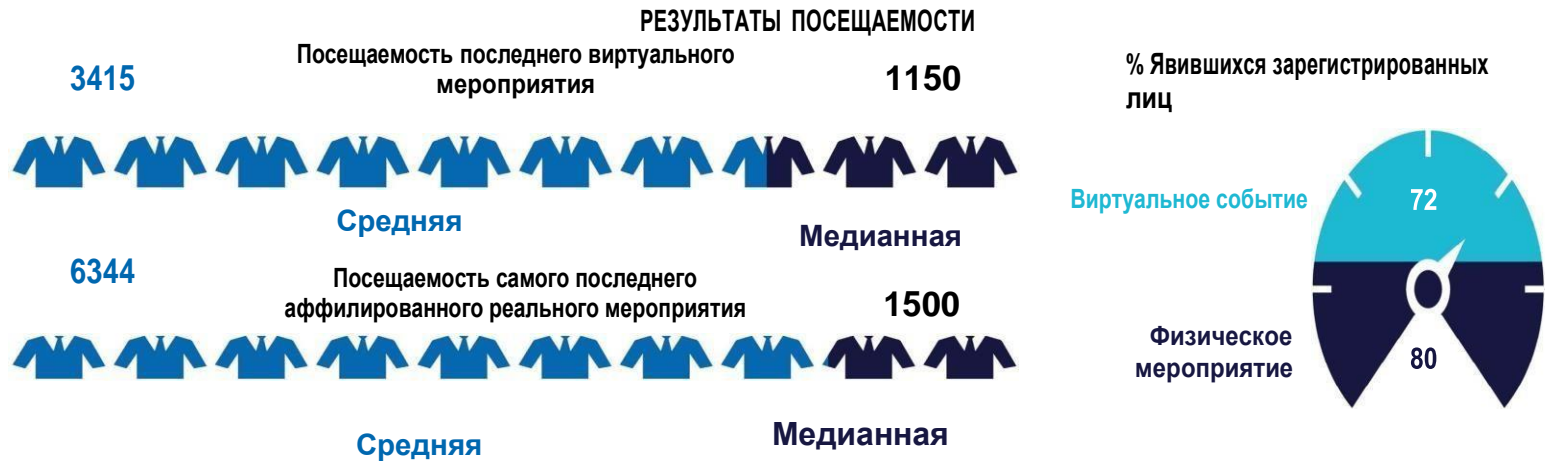 РЕЗУЛЬТАТЫ ПОСЕЩАЕМОСТИ
3415
Посещаемость последнего виртуального
мероприятия
1150
Средняя
Медианная
6344
Посещаемость самого последнего
аффилированного реального мероприятия
1500
Средняя
Медианная
% Явившихся зарегистрированных
лиц
Виртуальное событие
72
Физическое
мероприятие
80